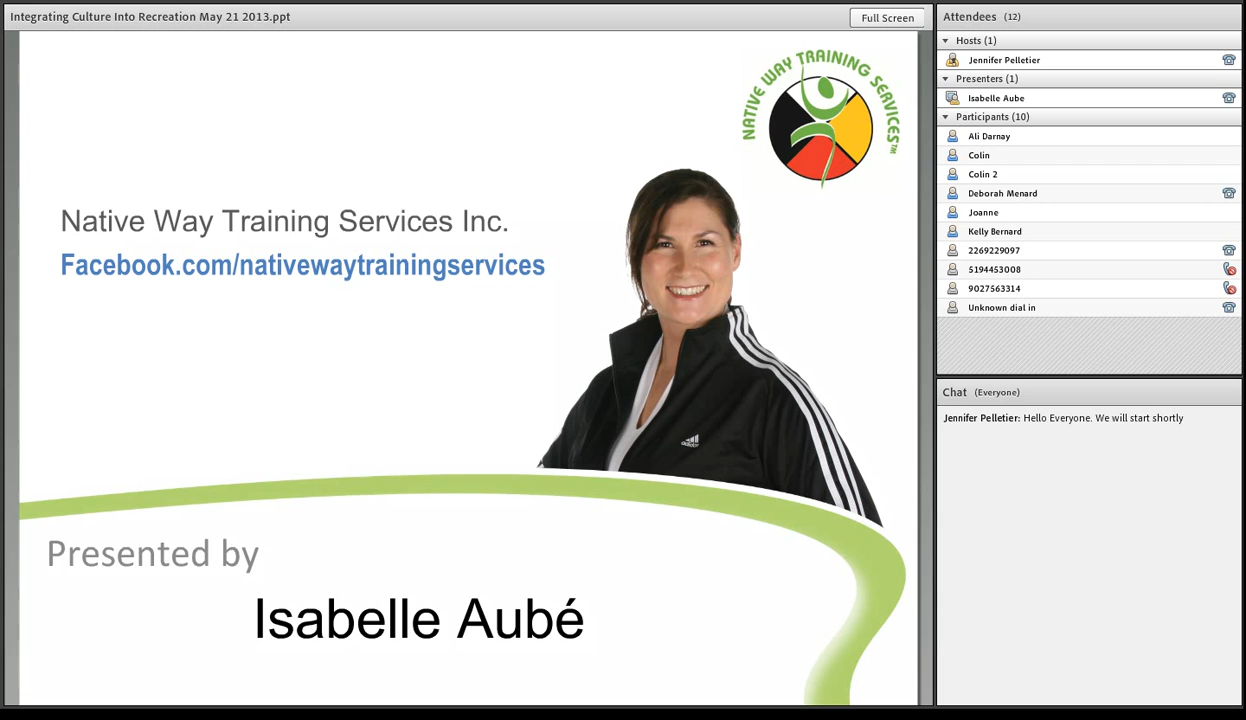 Integrating Culture Into Recreation May 21 2013.ppt
Full Screen
NATIVE WAY TRAINING SERVICES™
Native Way Training Services Inc.
Facebook.com/nativewaytrainingservices
adidas
Presented by
Isabelle Aubé
Attendees (12)
Hosts (1)
Jennifer Pelletier
Presenters (1)
Isabelle Aube
Participants (10)
Ali Darnay
Colin
Colin 2
Deborah Menard
Joanne
Kelly Bernard
2269229097
5194453008
9027563314
Unknown dial in
Chat (Everyone)
Jennifer Pelletier: Hello Everyone. We will start shortly